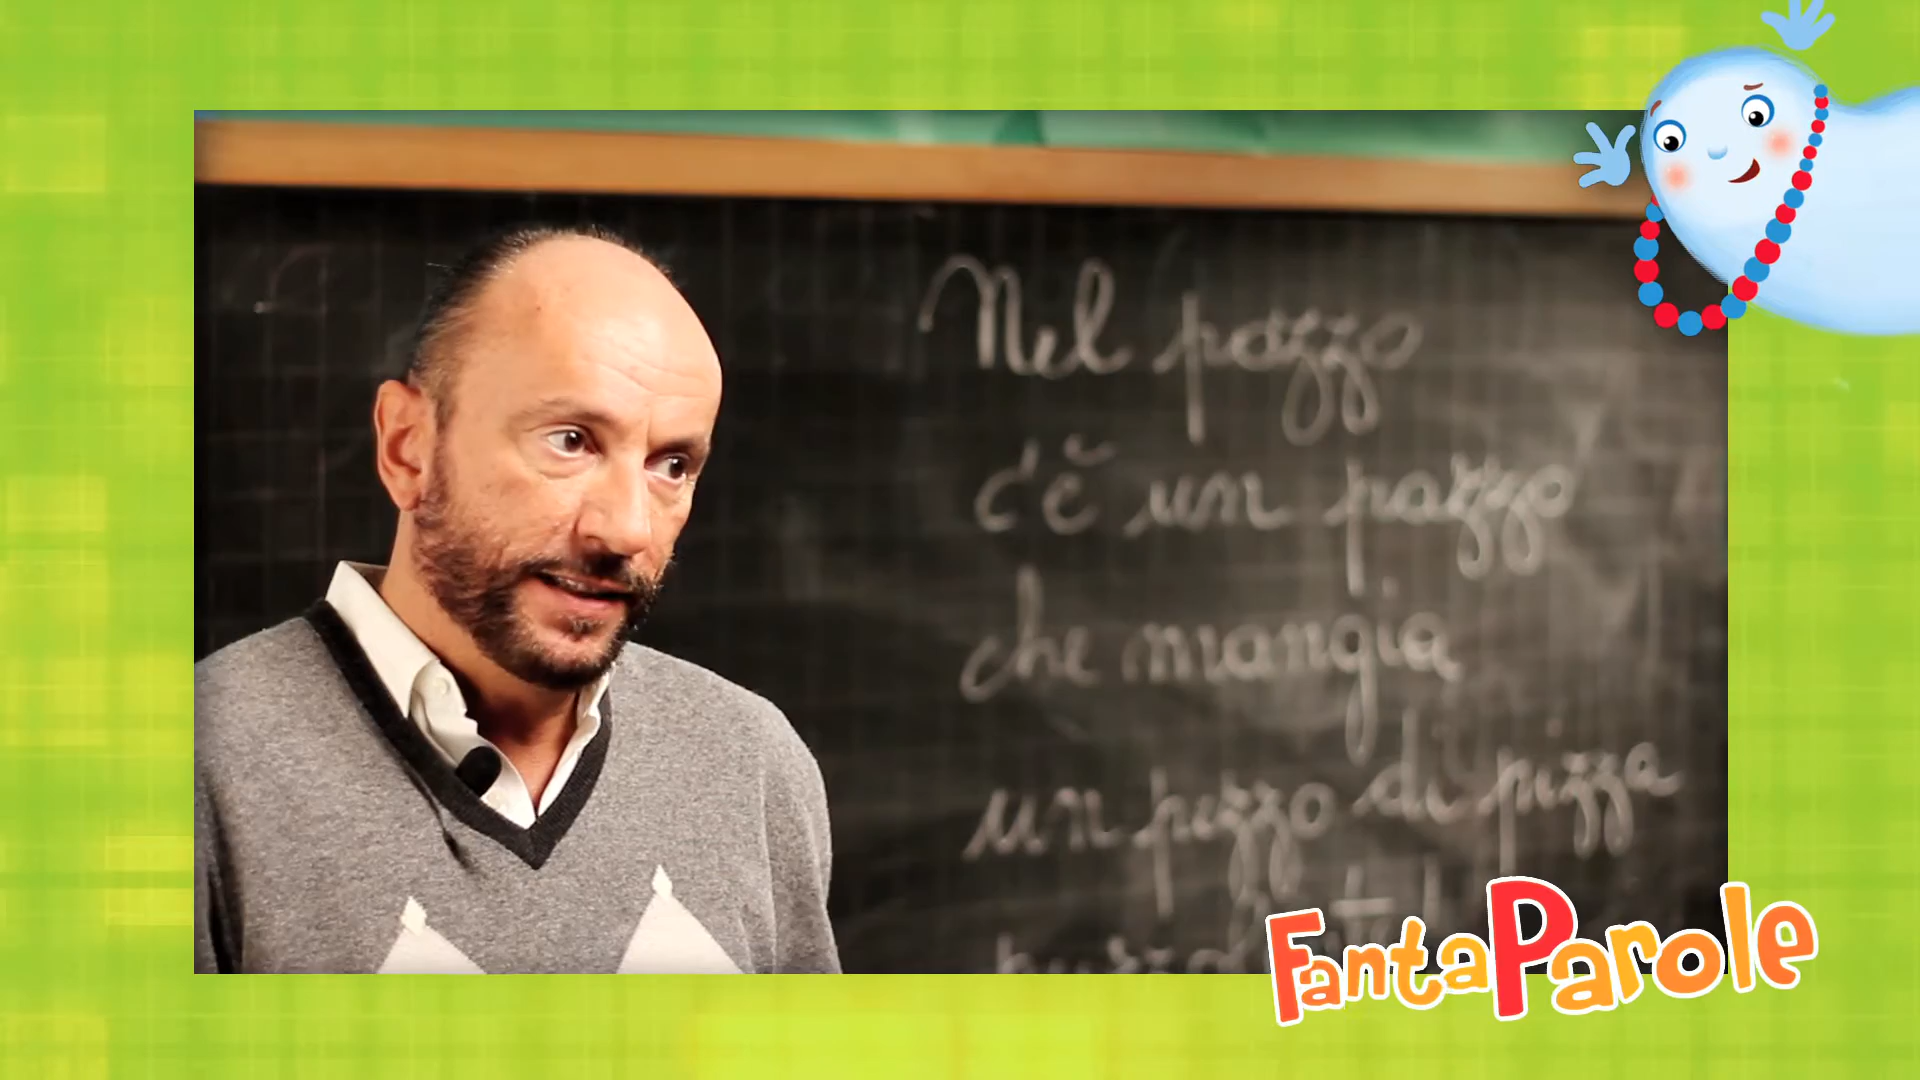 Nel pozzo
c'è un pazzo
che mangia
un pezzo di pizza
FantaParole